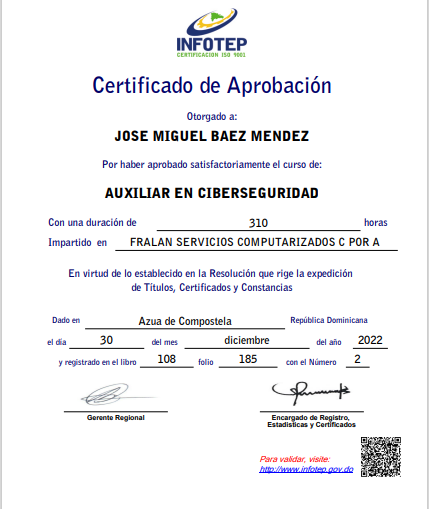 INFOTEP
CERTIFICACIÓN ISO 9001
Certificado de Aprobación
Otorgado a:
JOSE MIGUEL BAEZ MENDEZ
Por haber aprobado satisfactoriamente el curso de:
AUXILIAR EN CIBERSEGURIDAD
Con una duración de 310 horas
Impartido en FRALAN SERVICIOS COMPUTARIZADOS C POR A
En virtud de lo establecido en la Resolución que rige la expedición
de Títulos, Certificados y Constancias
Dado en Azua de Compostela República Dominicana
el día 30 del mes diciembre del año 2022
y registrado en el libro 108 folio 185 con el Número 2
Gerente Regional
Encargado de Registro,
Estadísticas y Certificados
Para validar, visite:
http://www.infotep.gov.do